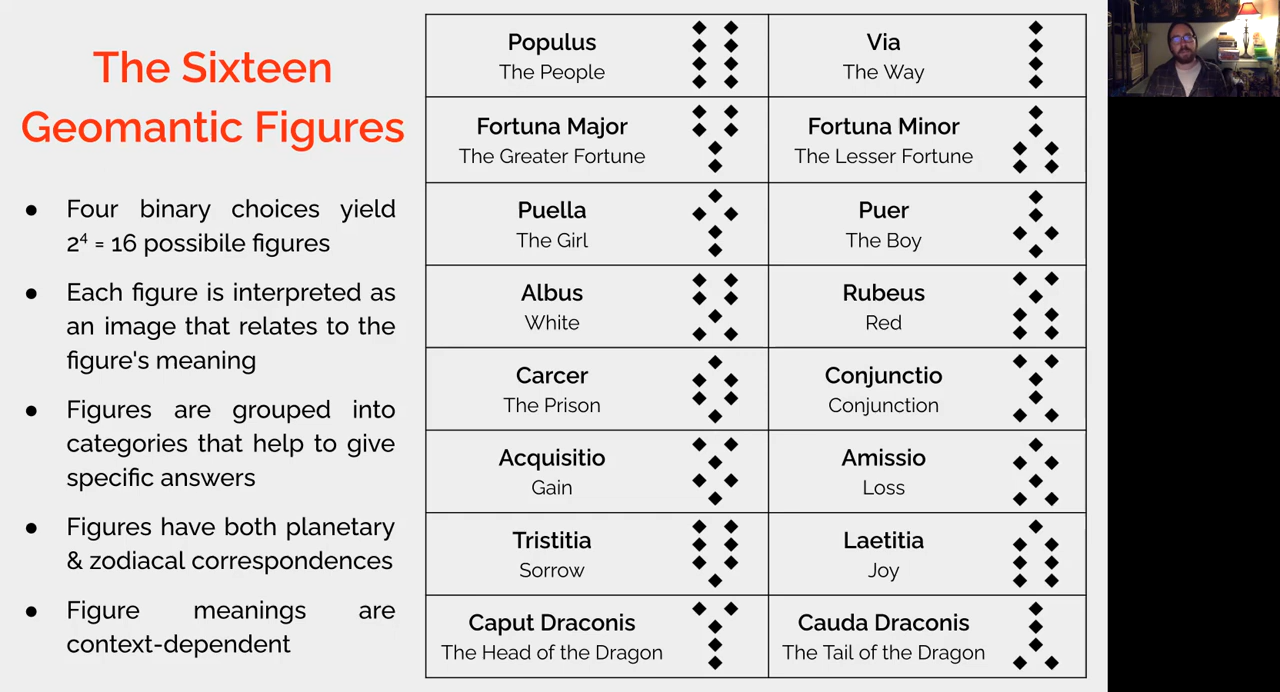 The Sixteen
Geomantic Figures
● Four binary choices yield
2⁴ = 16 possibile figures
● Each figure is interpreted as
an image that relates to the
figure's meaning
● Figures are grouped into
categories that help to give
specific answers
● Figures have both planetary
& zodiacal correspondences
● Figure meanings are
context-dependent
Populus
The People
Via
The Way
Fortuna Major
The Greater Fortune
Fortuna Minor
The Lesser Fortune
Puella
The Girl
Puer
The Boy
Albus
White
Rubeus
Red
Carcer
The Prison
Conjunctio
Conjunction
Acquisitio
Gain
Amissio
Loss
Tristitia
Sorrow
Laetitia
Joy
Caput Draconis
The Head of the Dragon
Cauda Draconis
The Tail of the Dragon